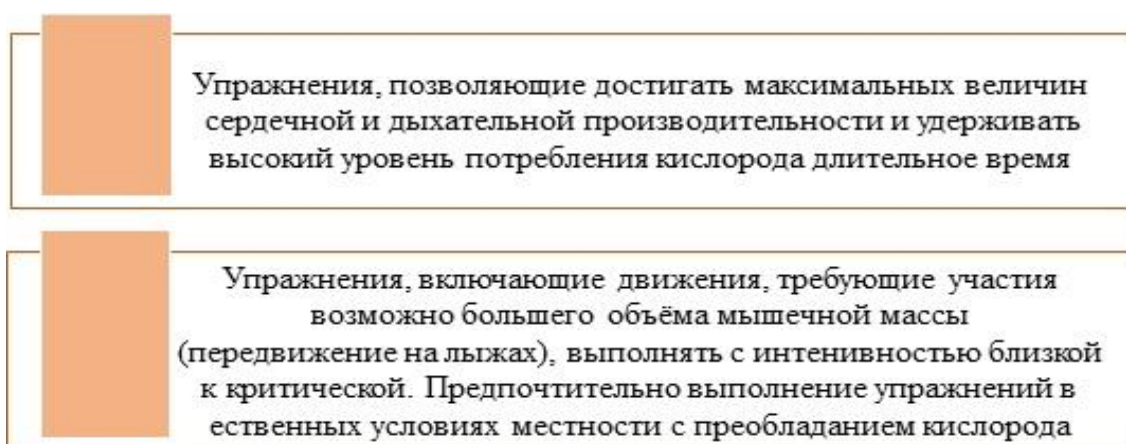 Упражнения, позволяющие достигать максимальных величин
сердечной и дыхательной производительности и удерживать
высокий уровень потребления кислорода длительное время
Упражнения, включающие движения, требующие участия
возможно большего объёма мышечной массы
(передвижение на лыжах), выполнять с интенивностью близкой
к критической. Предпочтительно выполнение упражнений в
ественных условиях местности с преобладанием кислорода